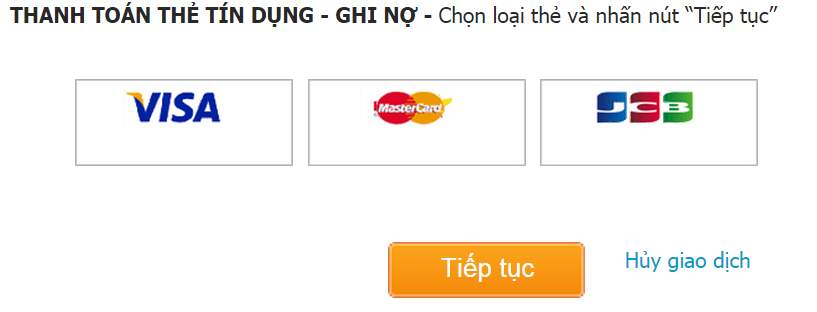 THANH TOÁN THẺ TÍN DỤNG - GHI NỢ - Chọn loại thẻ và nhấn nút “Tiếp tục”
VISA MasterCard JCB
Tiếp tục Hủy giao dịch